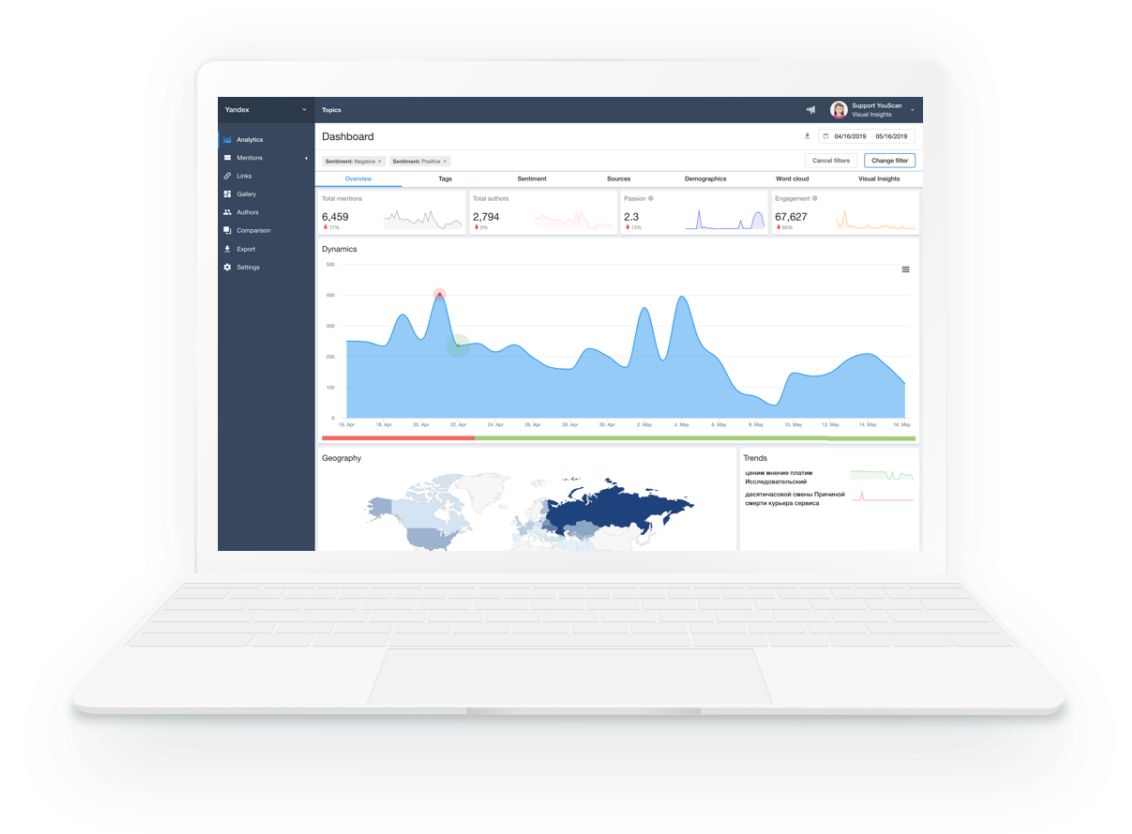 Yandex
Topics
Support YouScan
Visual Insights
Analytics
Mentions
Links
Gallery
Authors
Comparison
Export
Settings
Dashboard
04/16/2019 - 05/16/2019
Sentiment: Negative ×
Sentiment: Positive ×
Cancel filters
Change filter
Overview
Tags
Sentiment
Sources
Demographics
Word cloud
Visual Insights
Total mentions
6,459
17%
Total authors
2,794
5%
Passion
2.3
13%
Engagement
67,627
65%
Dynamics
500
400
300
200
100
0
16. Apr
18. Apr
20. Apr
22. Apr
24. Apr
26. Apr
28. Apr
30. Apr
2. May
4. May
6. May
8. May
10. May
12. May
14. May
16. May
Geography
Trends
ценим мнение платим
Исследовательский
десятичасовой смены Причиной
смерти курьера сервиса